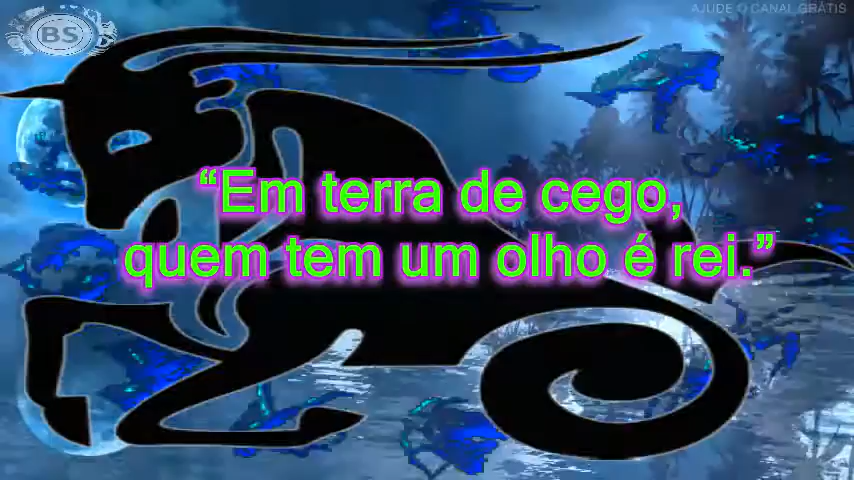 BS
AJUDE O CANAL GRÁTIS
“Em terra de cego,
quem tem um olho é rei.”